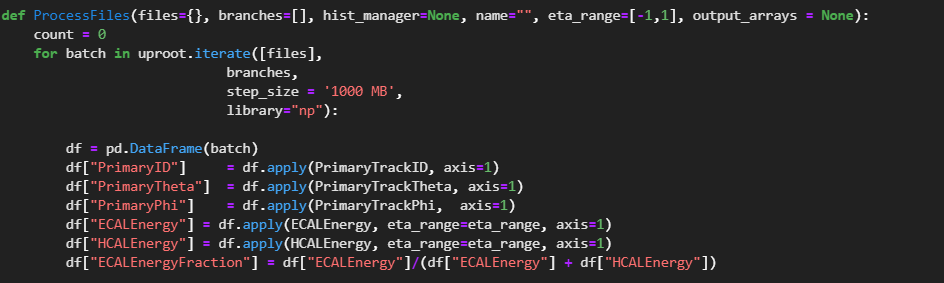 def ProcessFiles(files={}, branches=[], hist_manager=None, name="", eta_range=[-1,1], output_arrays = None):
    count = 0
    for batch in uproot.iterate([files],
                            branches,
                            step_size = '1000 MB',
                            library="np"):

        df = pd.DataFrame(batch)
        df["PrimaryID"]     = df.apply(PrimaryTrackID, axis=1)
        df["PrimaryTheta"]  = df.apply(PrimaryTrackTheta, axis=1)
        df["PrimaryPhi"]    = df.apply(PrimaryTrackPhi,  axis=1)
        df["ECALEnergy"] = df.apply(ECALEnergy, eta_range=eta_range, axis=1)
        df["HCALEnergy"] = df.apply(HCALEnergy, eta_range=eta_range, axis=1)
        df["ECALEnergyFraction"] = df["ECALEnergy"]/(df["ECALEnergy"] + df["HCALEnergy"])